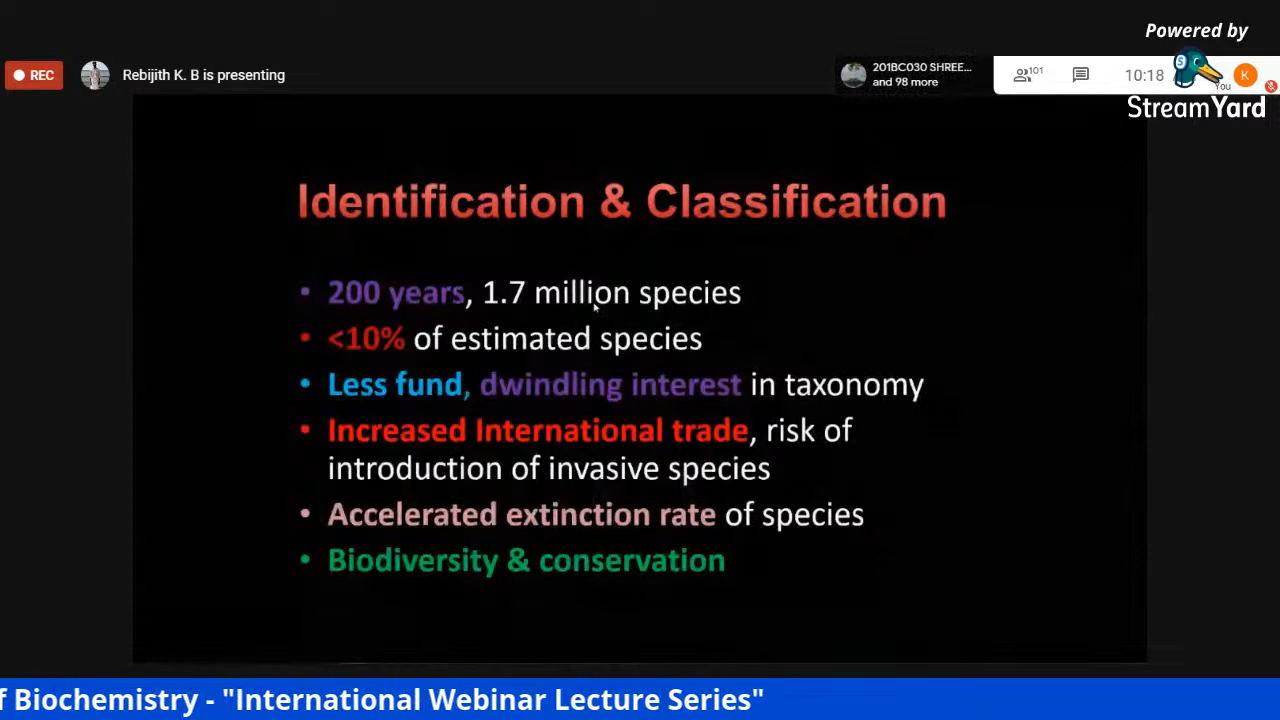 Powered by
StreamYard
REC
Rebijith K. B is presenting
201BC030 SHREE...
and 98 more
101
10:18
You
K
Identification & Classification
• 200 years, 1.7 million species
• <10% of estimated species
• Less fund, dwindling interest in taxonomy
• Increased International trade, risk of
introduction of invasive species
• Accelerated extinction rate of species
• Biodiversity & conservation
f Biochemistry - "International Webinar Lecture Series"